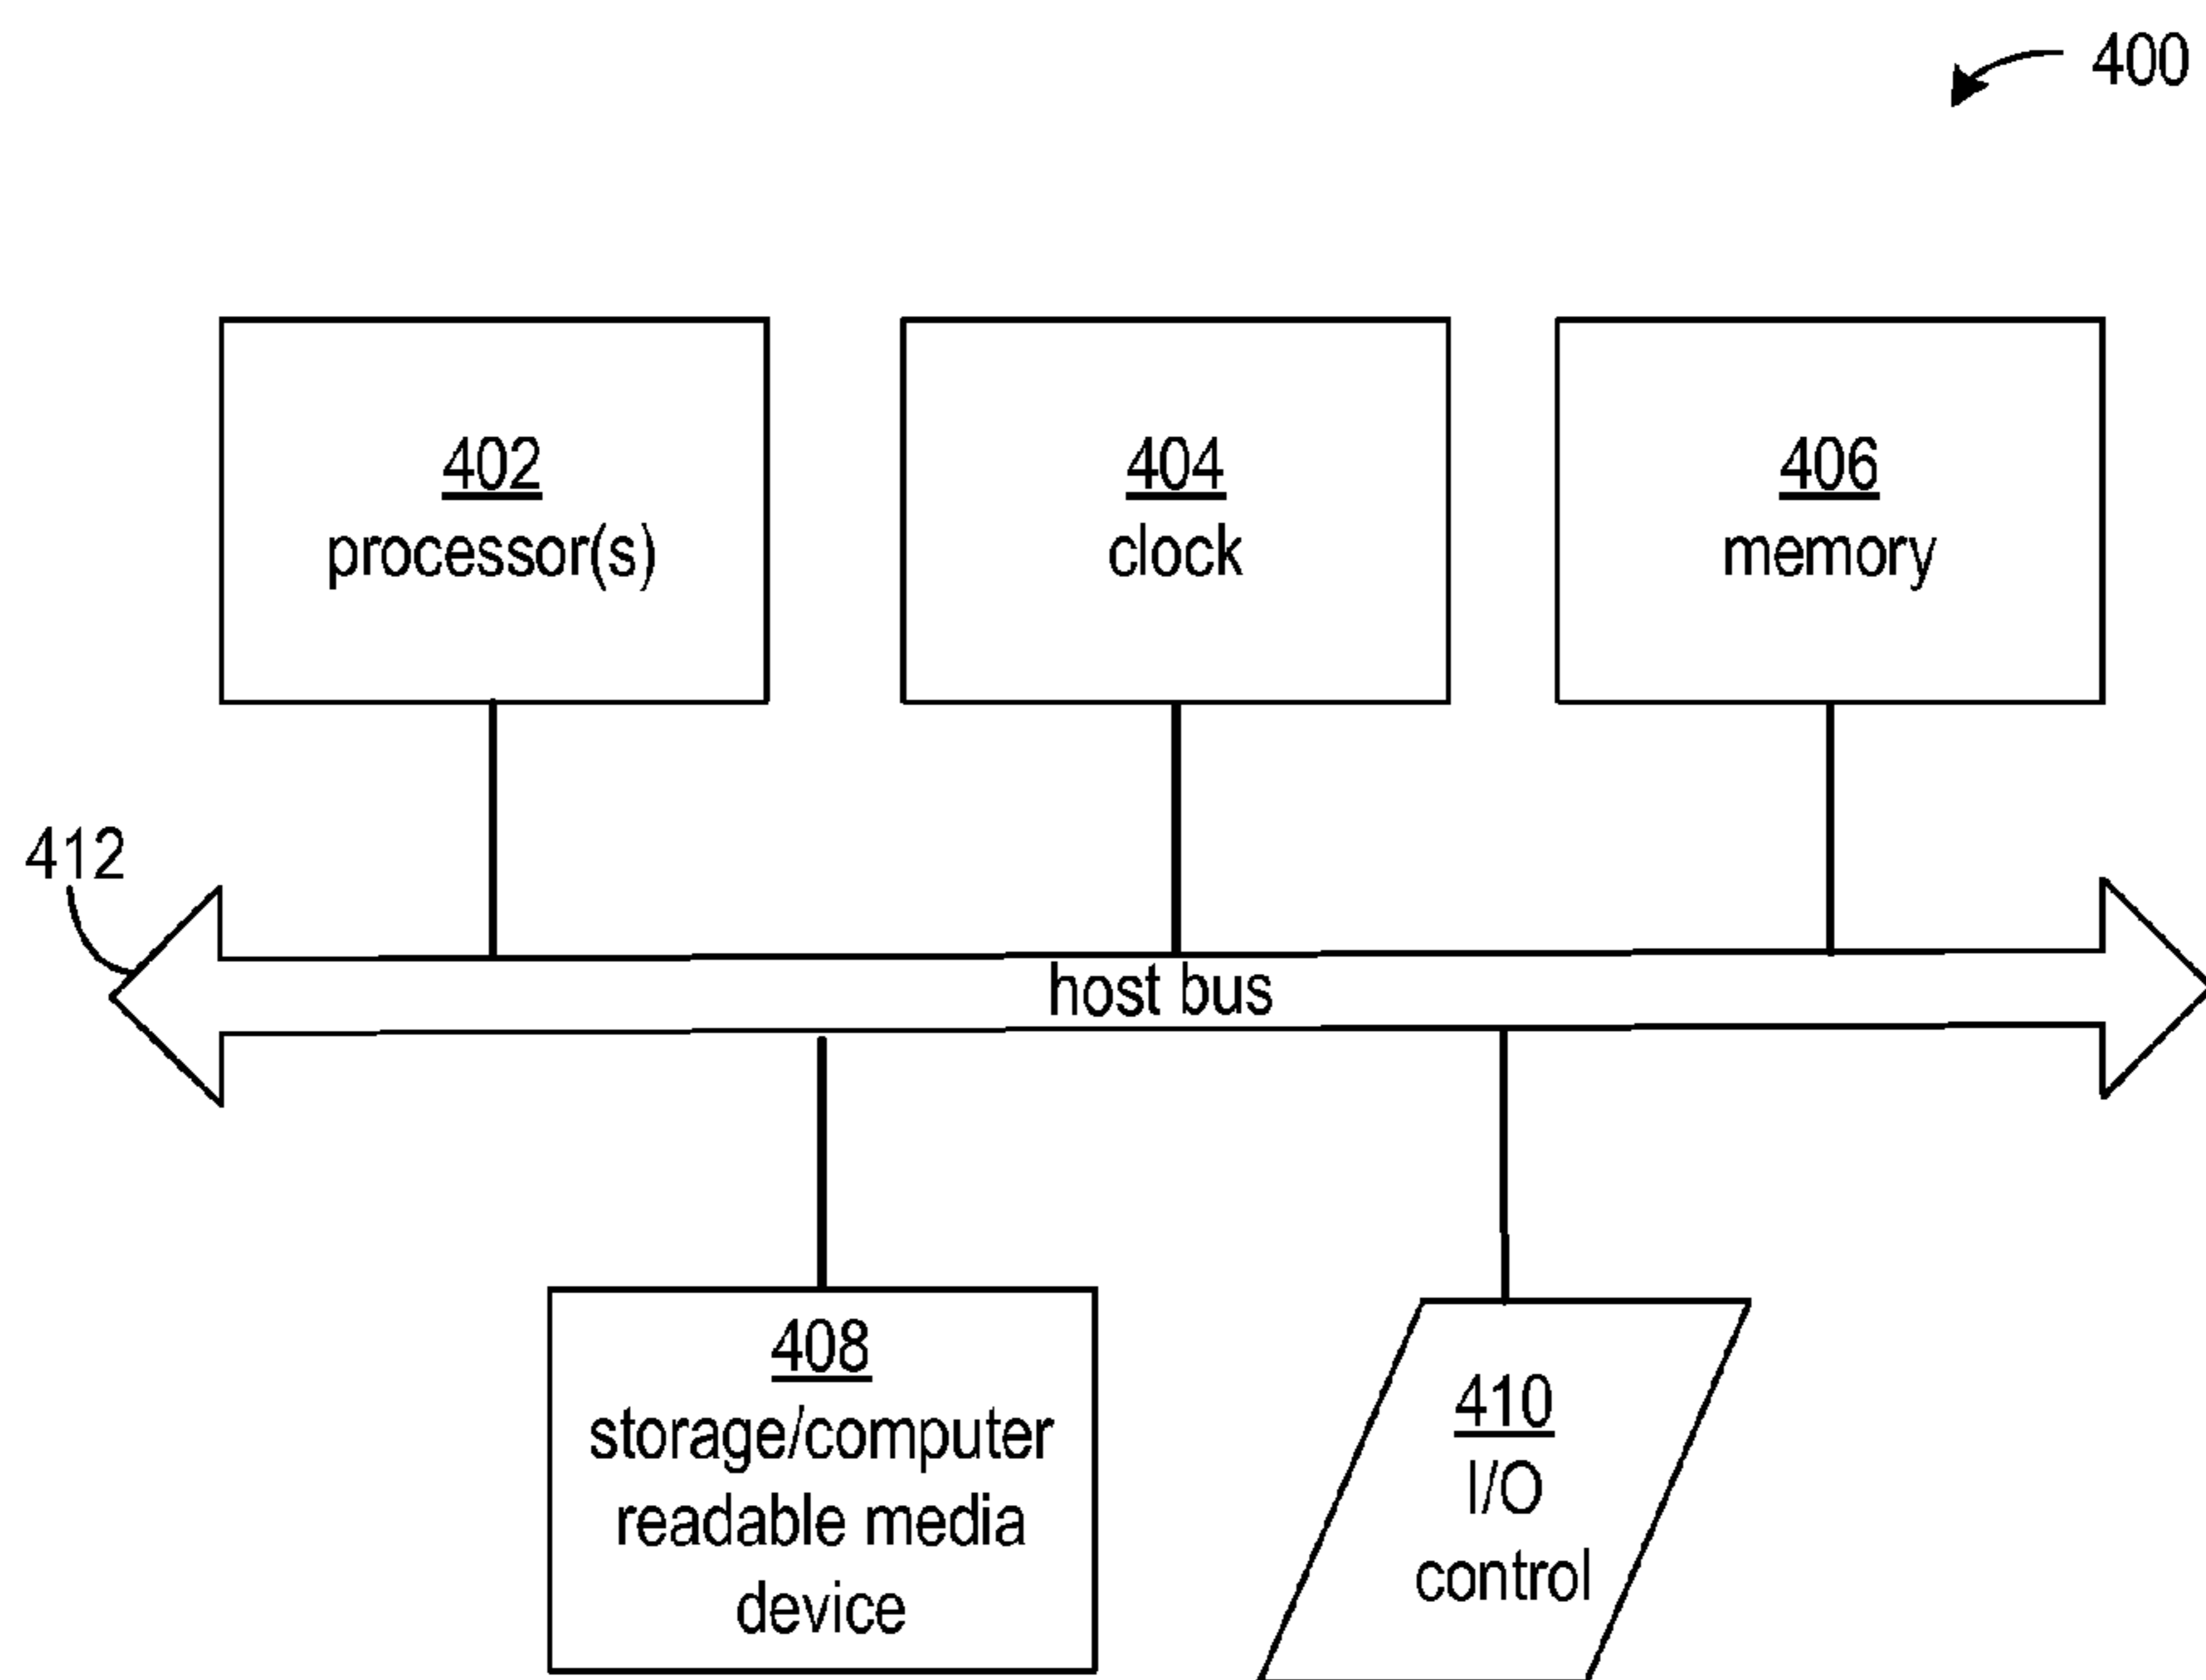 400
402
processor(s)
404
clock
406
memory
412
host bus
408
storage/computer
readable media
device
410
I/O
control